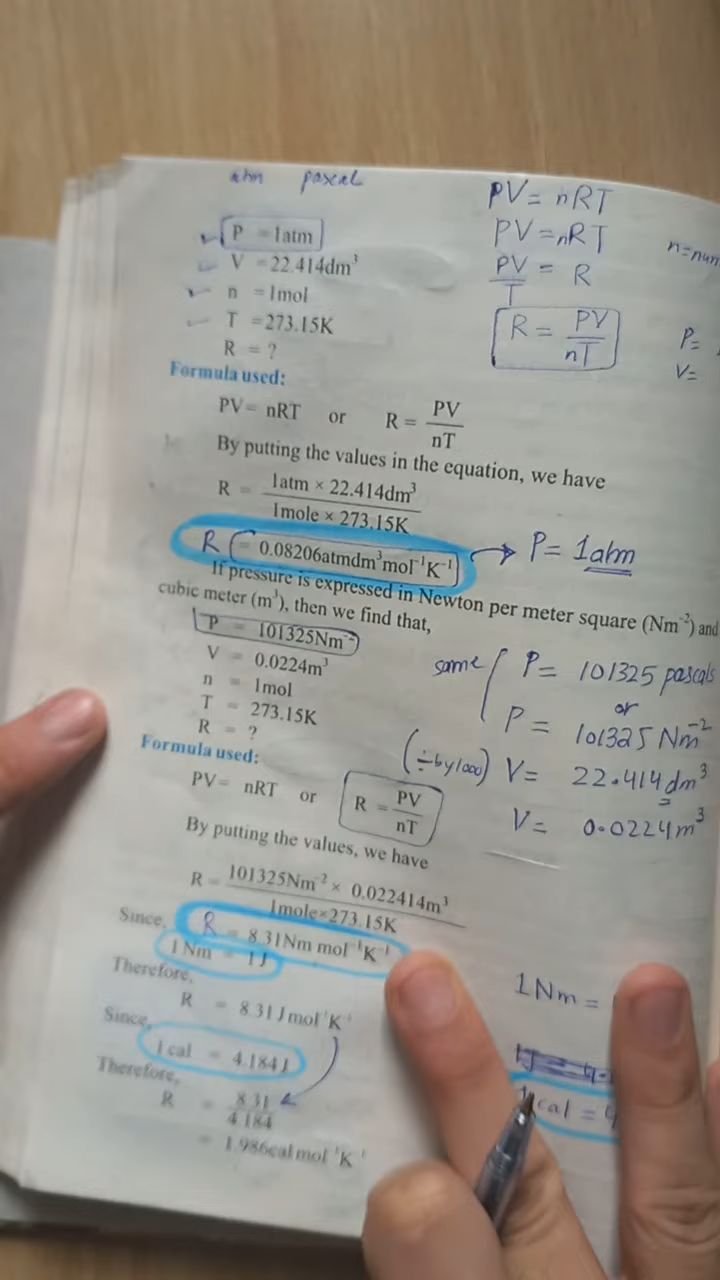 atm pascal
PV = nRT
PV = nRT
PV/T = R
R = PV/nT
P =
V =
P = 1atm
V = 22.414dm³
n = 1mol
T = 273.15K
R = ?
Formula used:
PV = nRT or R = PV/nT
By putting the values in the equation, we have
R = 1atm × 22.414dm³ / 1mole × 273.15K
R = 0.08206atmdm³mol⁻¹K⁻¹ → P = 1atm
If pressure is expressed in Newton per meter square (Nm⁻²) and
cubic meter (m³), then we find that,
P = 101325Nm⁻²
V = 0.0224m³
n = 1mol
T = 273.15K
R = ?
same P = 101325 pascals
or
P = 101325 Nm⁻²
(÷ by 1000) V = 22.414 dm³
V = 0.0224 m³
Formula used:
PV = nRT or R = PV/nT
By putting the values, we have
R = 101325Nm⁻² × 0.022414m³ / 1mole×273.15K
R = 8.31Nm mol⁻¹K⁻¹
Since,
1 Nm = 1J
Therefore,
R = 8.31J mol⁻¹K⁻¹
Since,
1 cal = 4.184J
Therefore,
R = 8.31/4.184
= 1.986cal mol⁻¹K⁻¹
1Nm =
cal =